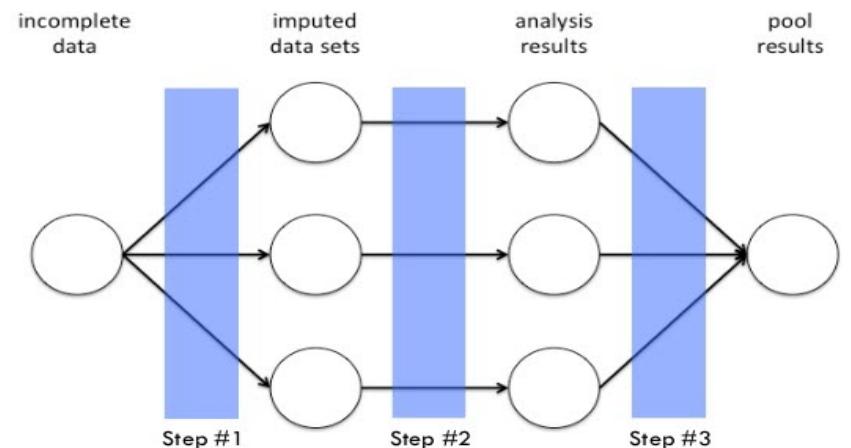 incomplete
data
imputed
data sets
analysis
results
pool
results
Step #1
Step #2
Step #3